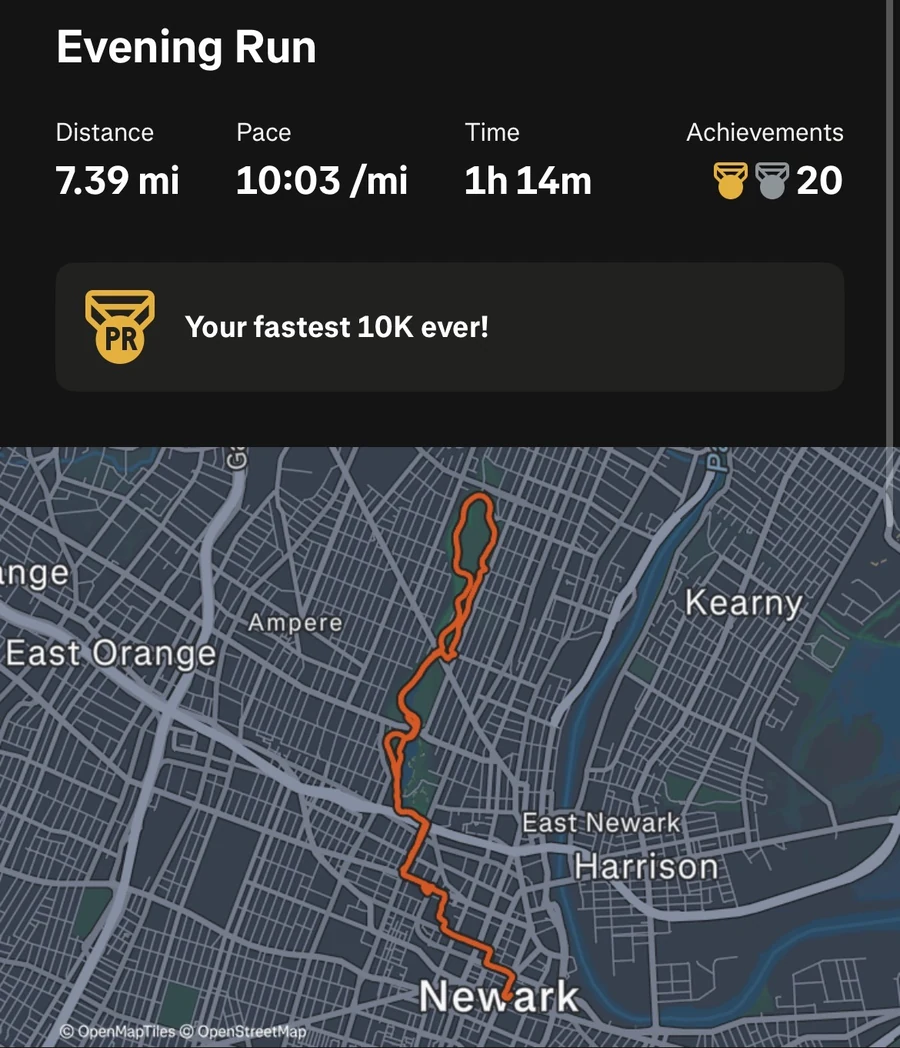 Evening Run
Distance Pace Time Achievements
7.39 mi 10:03 /mi 1h 14m 20
PR Your fastest 10K ever!
Kearny
Ampere
East Orange
East Newark
Harrison
Newark
© OpenMapTiles © OpenStreetMap